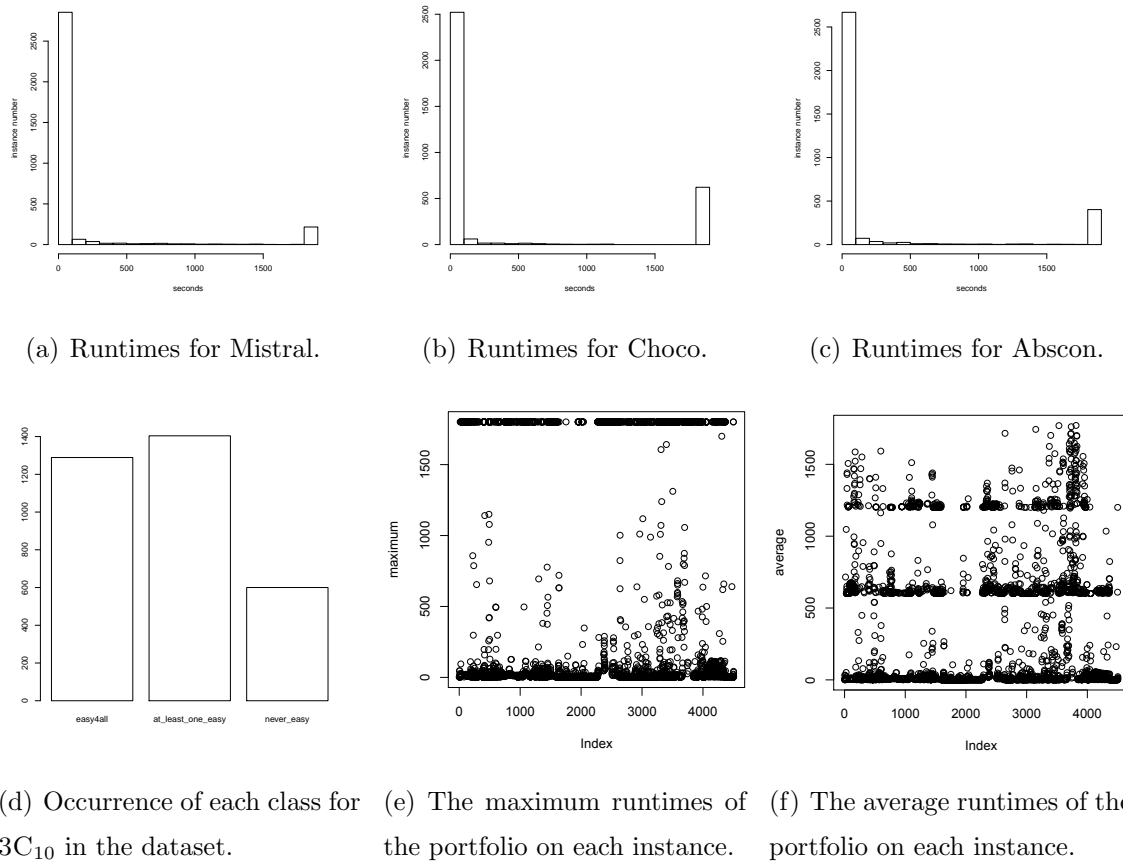 instance number
0
500
1000
1500
2000
2500
0
500
1000
1500
seconds
(a) Runtimes for Mistral.
instance number
0
500
1000
1500
2000
2500
0
500
1000
1500
seconds
(b) Runtimes for Choco.
instance number
0
500
1000
1500
2000
2500
0
500
1000
1500
seconds
(c) Runtimes for Abscon.
0
200
400
600
800
1000
1200
1400
easy4all
at_least_one_easy
never_easy
(d) Occurrence of each class for
3C10 in the dataset.
maximum
0
500
1000
1500
0
1000
2000
3000
4000
Index
(e) The maximum runtimes of
the portfolio on each instance.
average
0
500
1000
1500
0
1000
2000
3000
4000
Index
(f) The average runtimes of the
portfolio on each instance.